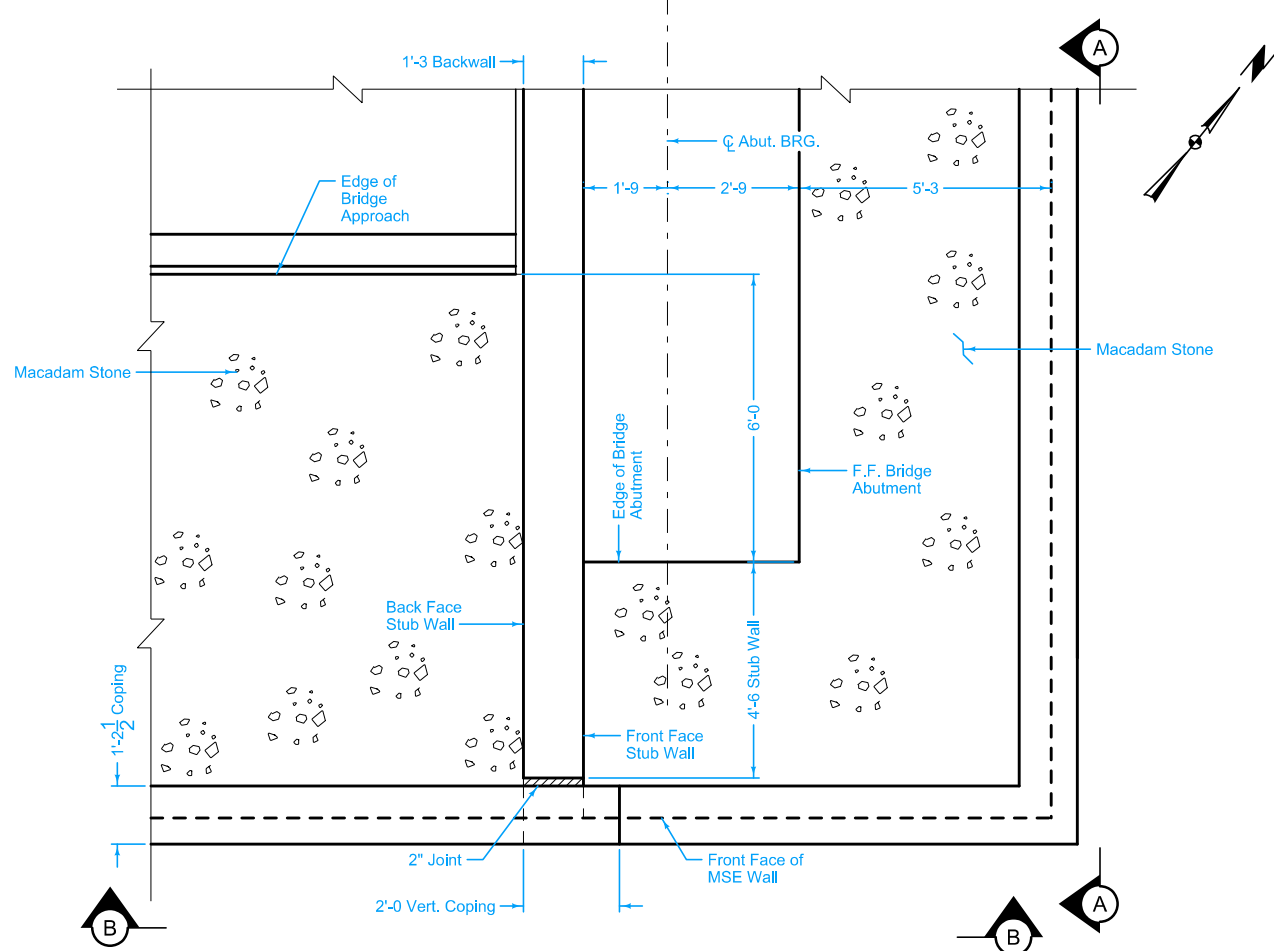 A
1'-3 Backwall
N
℄ Abut. BRG.
Edge of
Bridge
Approach
1'-9
2'-9
5'-3
Macadam Stone
Macadam Stone
6'-0
Edge of Bridge
Abutment
F.F. Bridge
Abutment
Back Face
Stub Wall
4'-6 Stub Wall
1'-2 1/2 Coping
Front Face
Stub Wall
2" Joint
Front Face of
MSE Wall
2'-0 Vert. Coping
A
B
B